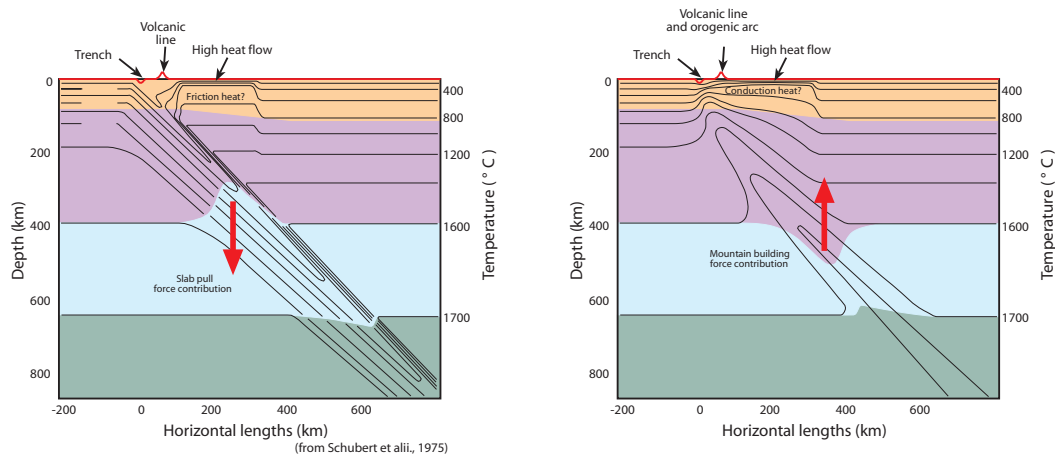 Volcanic
line
Trench
High heat flow
Friction heat?
0
200
400
600
800
Depth (km)
400
800
1200
1600
1700
Temperature ( ° C)
Slab pull
force contribution
-200
0
200
400
600
Horizontal lengths (km)
(from Schubert et alii., 1975)
Volcanic line
and orogenic arc
Trench
High heat flow
Conduction heat?
0
200
400
600
800
Depth (km)
400
800
1200
1600
1700
Temperature ( ° C)
Mountain building
force contribution
-200
0
200
400
600
Horizontal lengths (km)